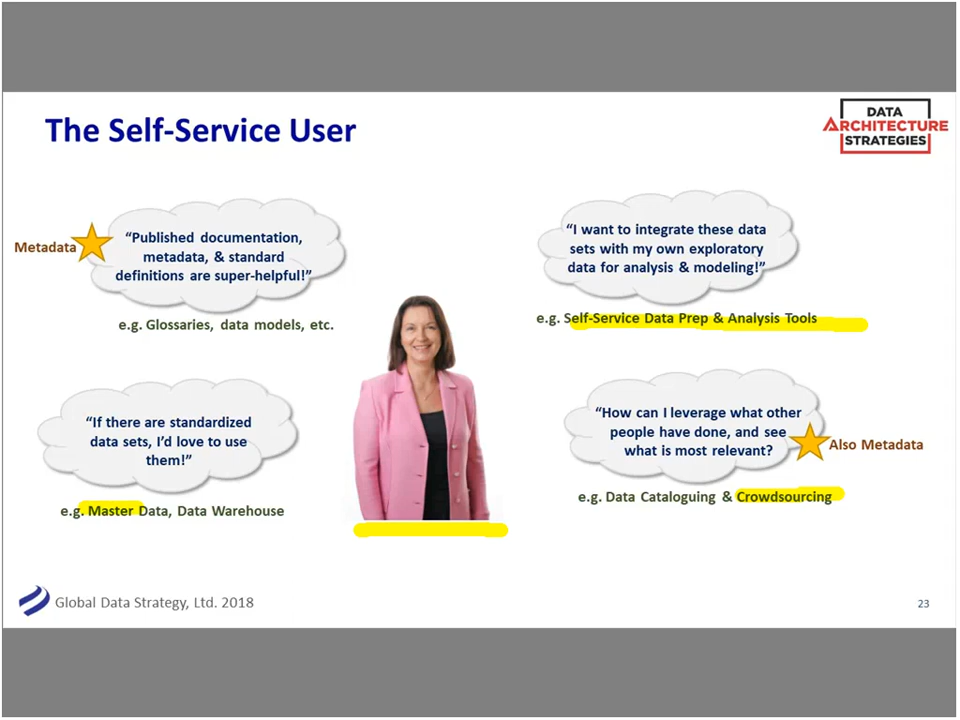 The Self-Service User
DATA
ARCHITECTURE
STRATEGIES
Metadata
“Published documentation,
metadata, & standard
definitions are super-helpful!”
e.g. Glossaries, data models, etc.
“I want to integrate these data
sets with my own exploratory
data for analysis & modeling!”
e.g. Self-Service Data Prep & Analysis Tools
“If there are standardized
data sets, I’d love to use
them!”
e.g. Master Data, Data Warehouse
“How can I leverage what other
people have done, and see
what is most relevant?
Also Metadata
e.g. Data Cataloguing & Crowdsourcing
Global Data Strategy, Ltd. 2018
23